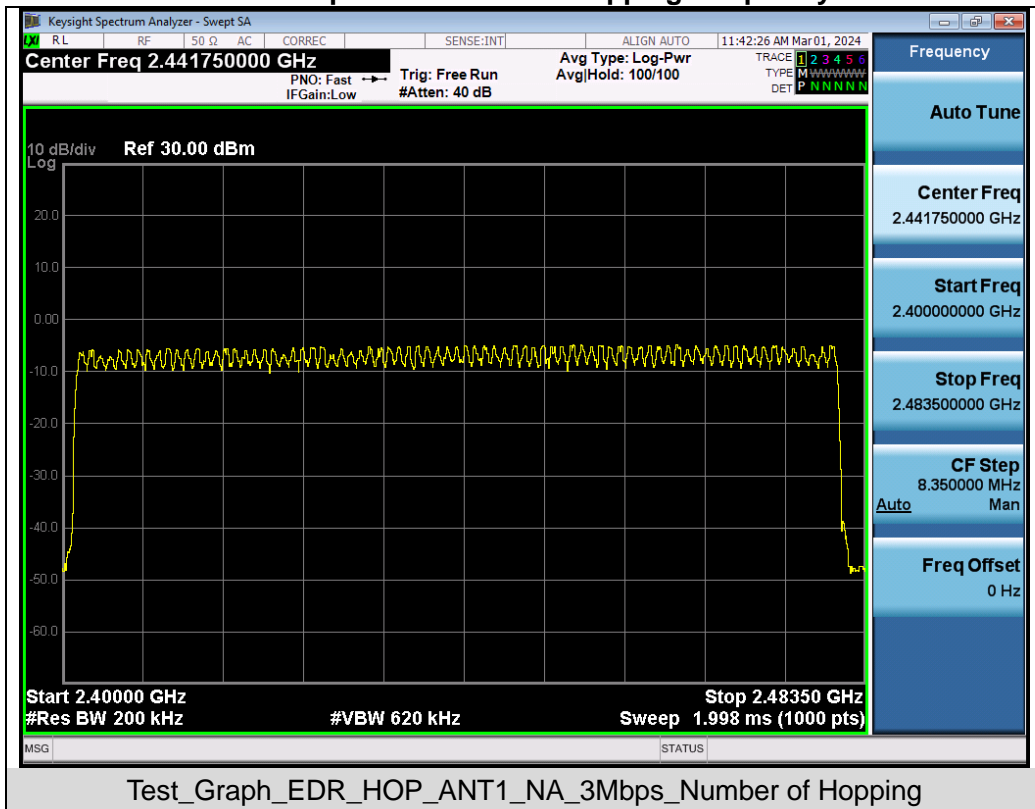 Keysight Spectrum Analyzer - Swept SA
LXI RL RF 50 Ω AC CORREC SENSE:INT ALIGN AUTO 11:42:26 AM Mar 01, 2024
Center Freq 2.441750000 GHz
PNO: Fast
IFGain:Low
Trig: Free Run
#Atten: 40 dB
Avg Type: Log-Pwr
Avg|Hold: 100/100
TRACE 1 2 3 4 5 6
TYPE M WWWWW
DET P N N N N N
10 dB/div Ref 30.00 dBm
Log
20.0
10.0
0.00
-10.0
-20.0
-30.0
-40.0
-50.0
-60.0
Start 2.40000 GHz Stop 2.48350 GHz
#Res BW 200 kHz #VBW 620 kHz Sweep 1.998 ms (1000 pts)
MSG STATUS
Frequency
Auto Tune
Center Freq
2.441750000 GHz
Start Freq
2.400000000 GHz
Stop Freq
2.483500000 GHz
CF Step
8.350000 MHz
Auto Man
Freq Offset
0 Hz
Test_Graph_EDR_HOP_ANT1_NA_3Mbps_Number of Hopping